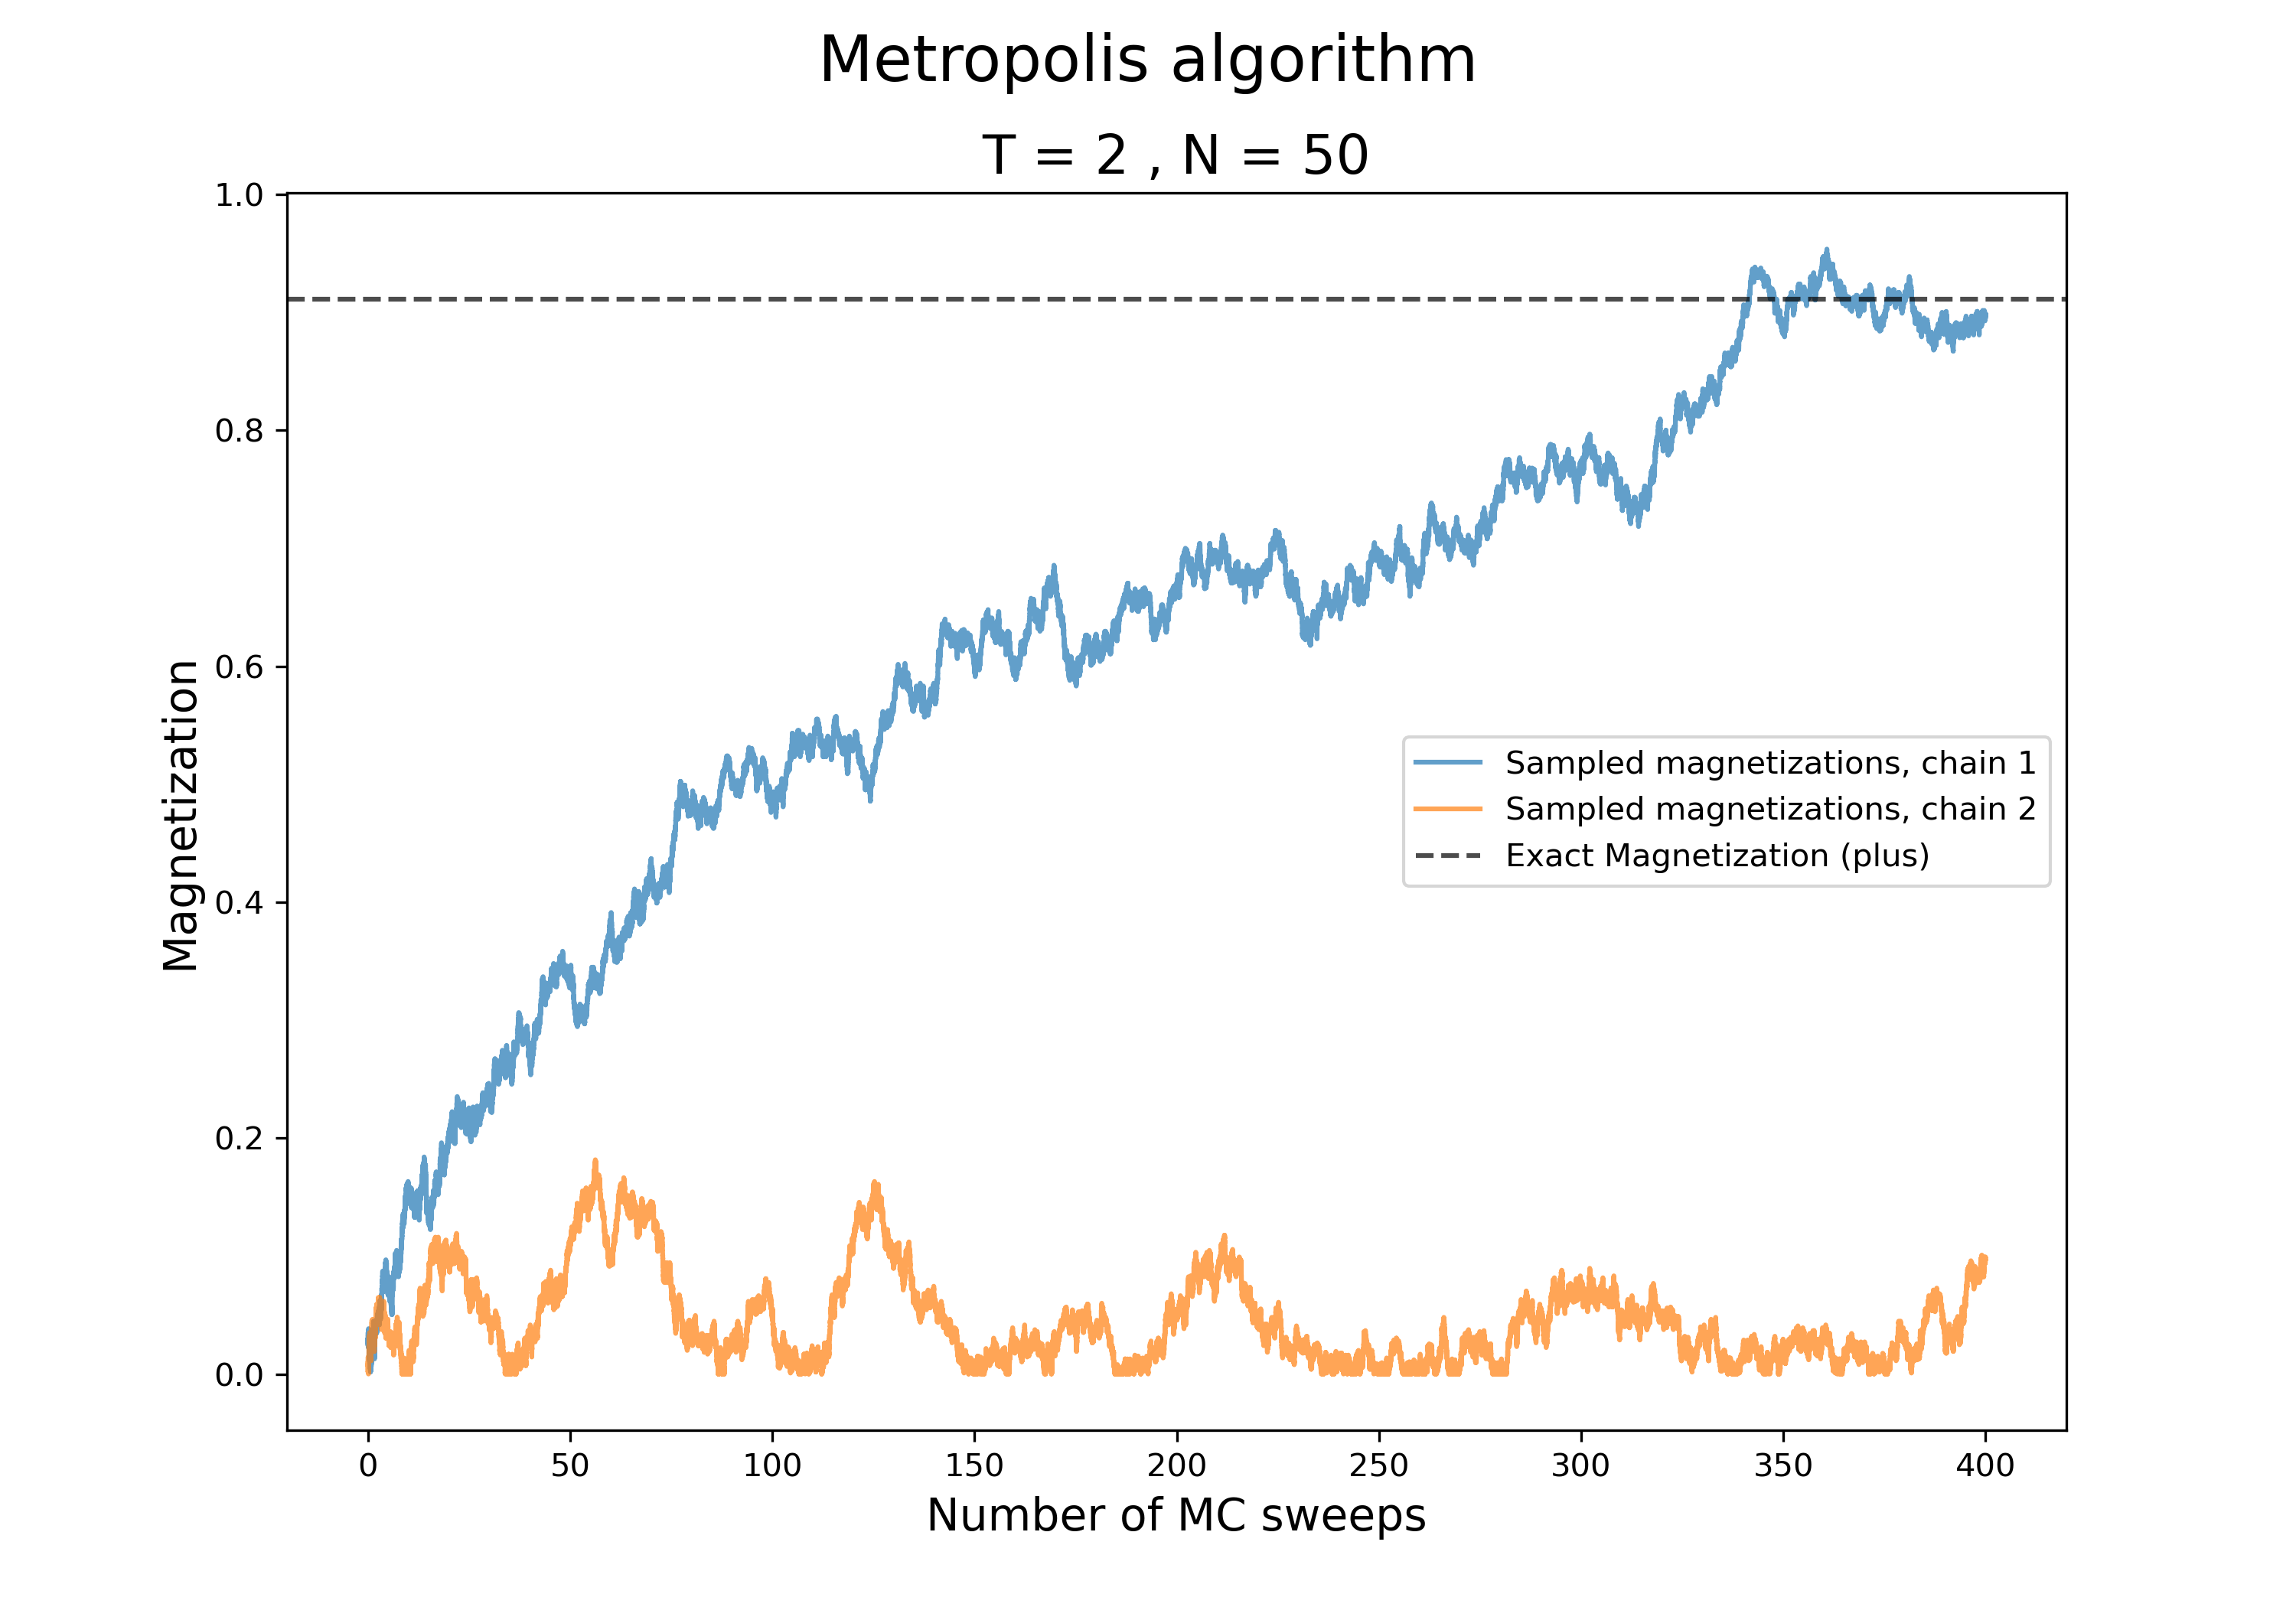 Metropolis algorithm
T = 2 , N = 50
1.0
0.8
0.6
0.4
0.2
0.0
Magnetization
Sampled magnetizations, chain 1
Sampled magnetizations, chain 2
Exact Magnetization (plus)
0 50 100 150 200 250 300 350 400
Number of MC sweeps